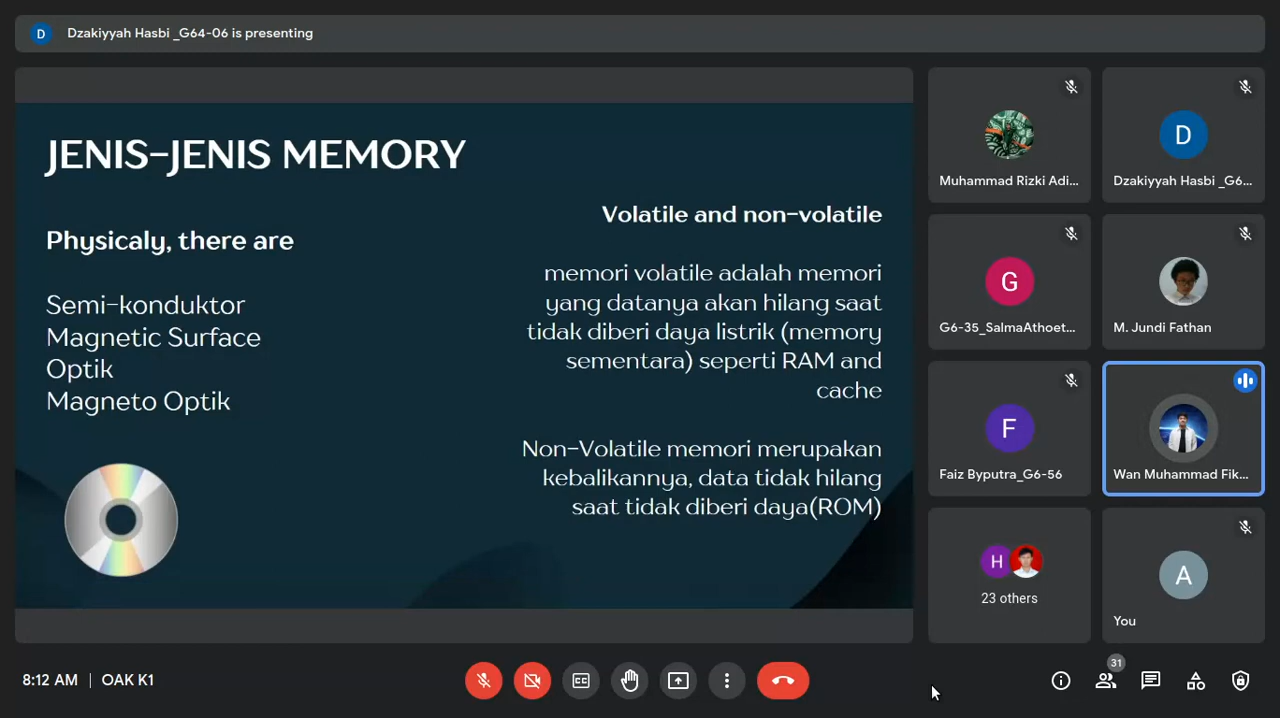 D
Dzakiyyah Hasbi _G64-06 is presenting
JENIS-JENIS MEMORY
Physicaly, there are
Semi-konduktor
Magnetic Surface
Optik
Magneto Optik
Volatile and non-volatile
memori volatile adalah memori
yang datanya akan hilang saat
tidak diberi daya listrik (memory
sementara) seperti RAM and
cache
Non-Volatile memori merupakan
kebalikannya, data tidak hilang
saat tidak diberi daya(ROM)
Muhammad Rizki Adi...
D
Dzakiyyah Hasbi _G6...
G
G6-35_SalmaAthoet...
M. Jundi Fathan
F
Faiz Byputra_G6-56
Wan Muhammad Fik...
H
23 others
A
You
8:12 AM | OAK K1
CC
31